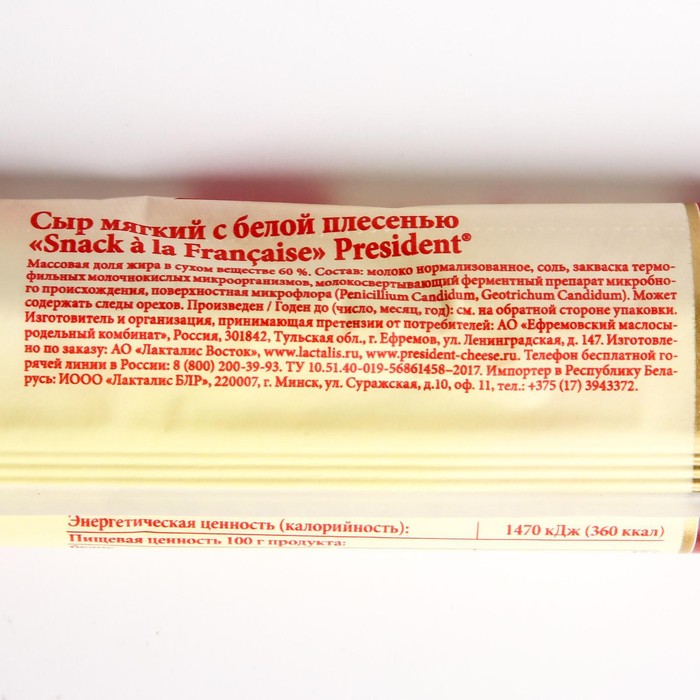 Сыр мягкий с белой плесенью
«Snack à la Française» President®
Массовая доля жира в сухом веществе 60 %. Состав: молоко нормализованное, соль, закваска термо-
фильных молочнокислых микроорганизмов, молокосвертывающий ферментный препарат микробно-
го происхождения, поверхностная микрофлора (Penicillium Candidum, Geotrichum Candidum). Может
содержать следы орехов. Произведен / Годен до (число, месяц, год): см. на обратной стороне упаковки.
Изготовитель и организация, принимающая претензии от потребителей: АО «Ефремовский маслосы-
родельный комбинат», Россия, 301842, Тульская обл., г. Ефремов, ул. Ленинградская, д. 147. Изготовле-
но по заказу: АО «Лакталис Восток», www.lactalis.ru, www.president-cheese.ru. Телефон бесплатной го-
рячей линии в России: 8 (800) 200-39-93. ТУ 10.51.40-019-56861458–2017. Импортер в Республику Бела-
русь: ИООО «Лакталис БЛР», 220007, г. Минск, ул. Суражская, д.10, оф. 11, тел.: +375 (17) 3943372.
Энергетическая ценность (калорийность): 1470 кДж (360 ккал)
Пищевая ценность 100 г продукта: